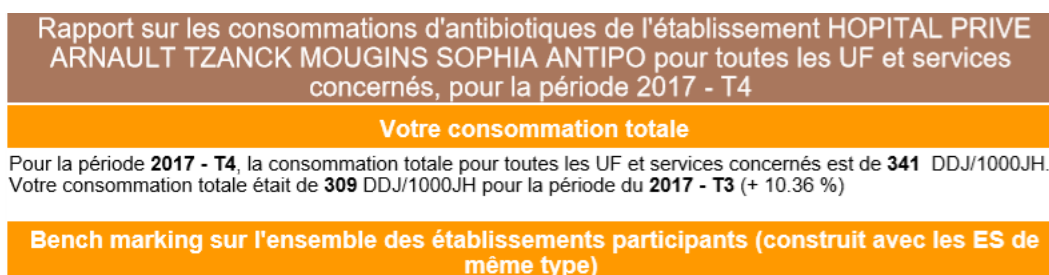 Rapport sur les consommations d'antibiotiques de l'établissement HOPITAL PRIVE
ARNAULT TZANCK MOUGINS SOPHIA ANTIPO pour toutes les UF et services
concernés, pour la période 2017 - T4
Votre consommation totale
Pour la période 2017 - T4, la consommation totale pour toutes les UF et services concernés est de 341 DDJ/1000JH.
Votre consommation totale était de 309 DDJ/1000JH pour la période du 2017 - T3 (+ 10.36 %)
Bench marking sur l'ensemble des établissements participants (construit avec les ES de
même type)